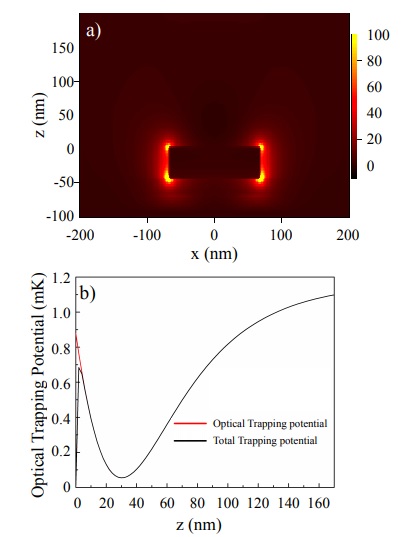 a)
z (nm)
150
100
50
0
-50
-100
-200
-100
0
100
200
x (nm)
100
80
60
40
20
0
b)
Optical Trapping Potential (mK)
1.2
1.0
0.8
0.6
0.4
0.2
0
Optical Trapping potential
Total Trapping potential
0 20 40 60 80 100 120 140 160
z (nm)